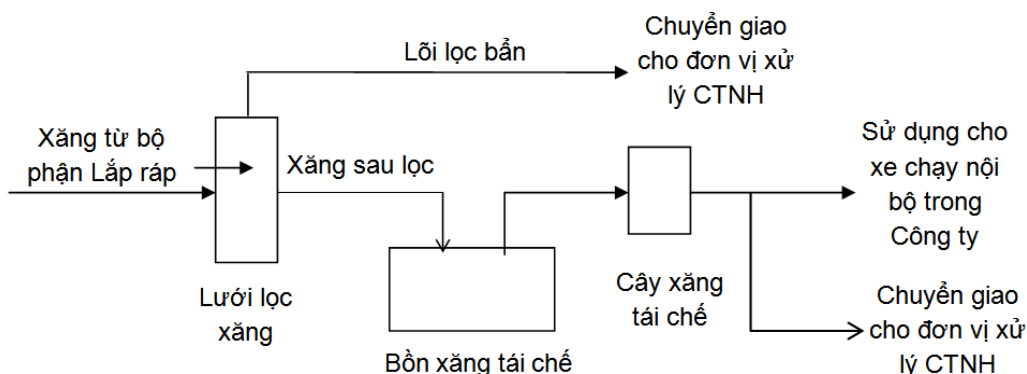 Chuyển giao
cho đơn vị xử
lý CTNH
Lõi lọc bẩn
Xăng từ bộ
phận Lắp ráp
Xăng sau lọc
Sử dụng cho
xe chạy nội
bộ trong
Công ty
Lưới lọc
xăng
Cây xăng
tái chế
Bồn xăng tái chế
Chuyển giao
cho đơn vị xử
lý CTNH